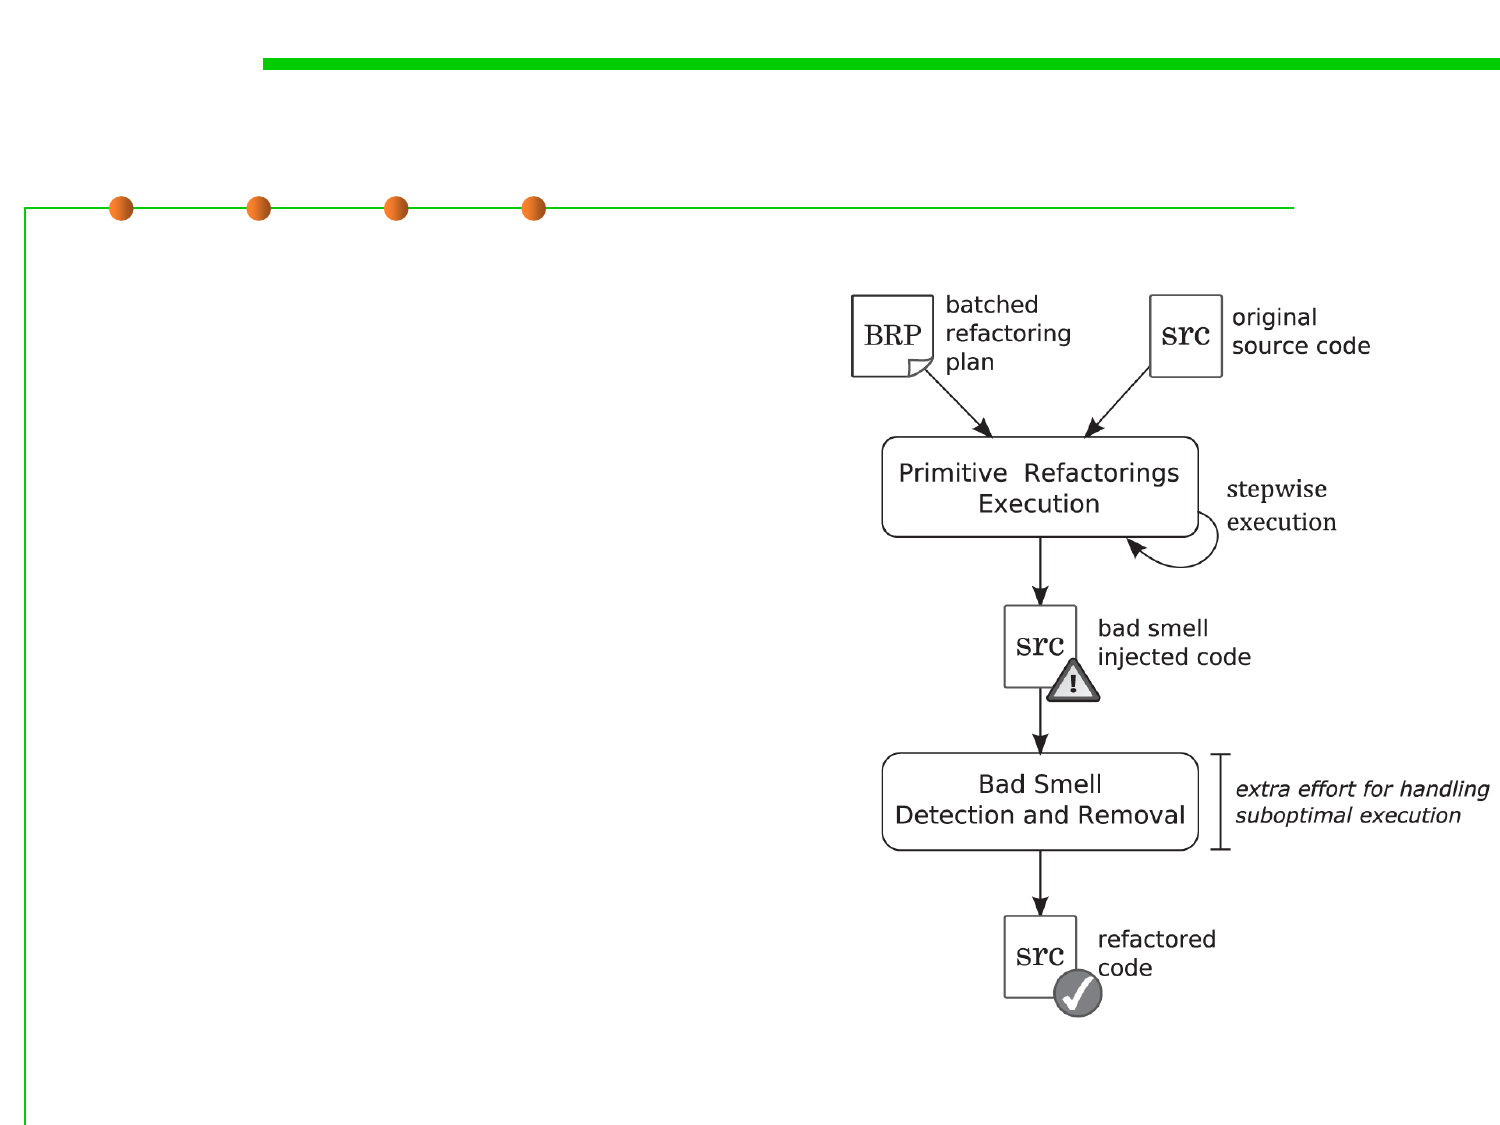 BRP
batched
refactoring
plan
src
original
source code
Primitive Refactorings
Execution
stepwise
execution
src
!
bad smell
injected code
Bad Smell
Detection and Removal
extra effort for handling
suboptimal execution
src
refactored
code